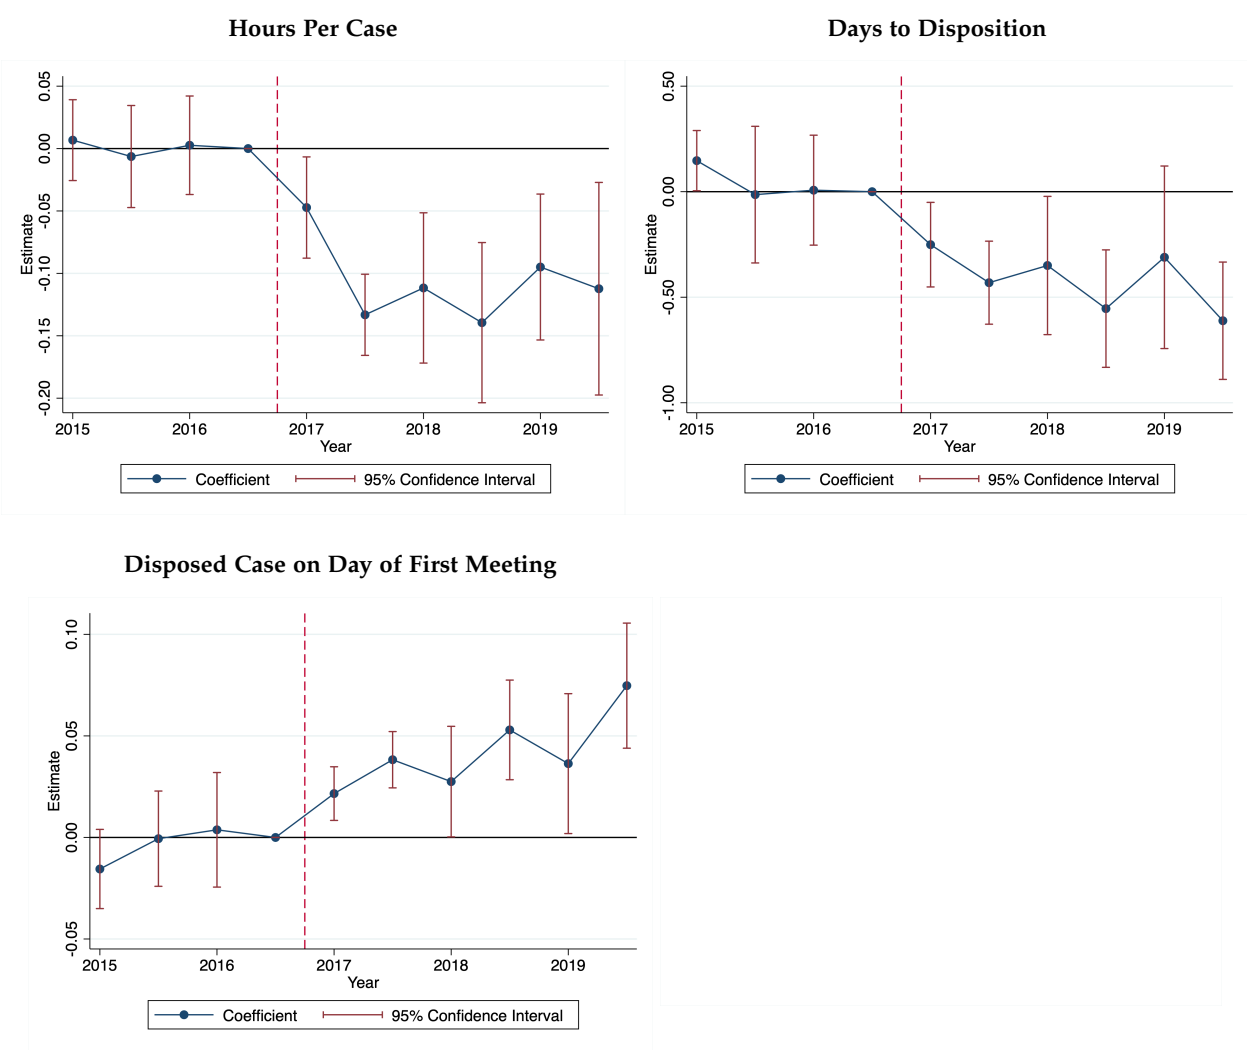 Hours Per Case
0.05
0.00
-0.05
-0.10
-0.15
-0.20
Estimate
2015 2016 2017 2018 2019
Year
Coefficient 95% Confidence Interval
Days to Disposition
0.50
0.00
-0.50
-1.00
Estimate
2015 2016 2017 2018 2019
Year
Coefficient 95% Confidence Interval
Disposed Case on Day of First Meeting
0.10
0.05
0.00
-0.05
Estimate
2015 2016 2017 2018 2019
Year
Coefficient 95% Confidence Interval